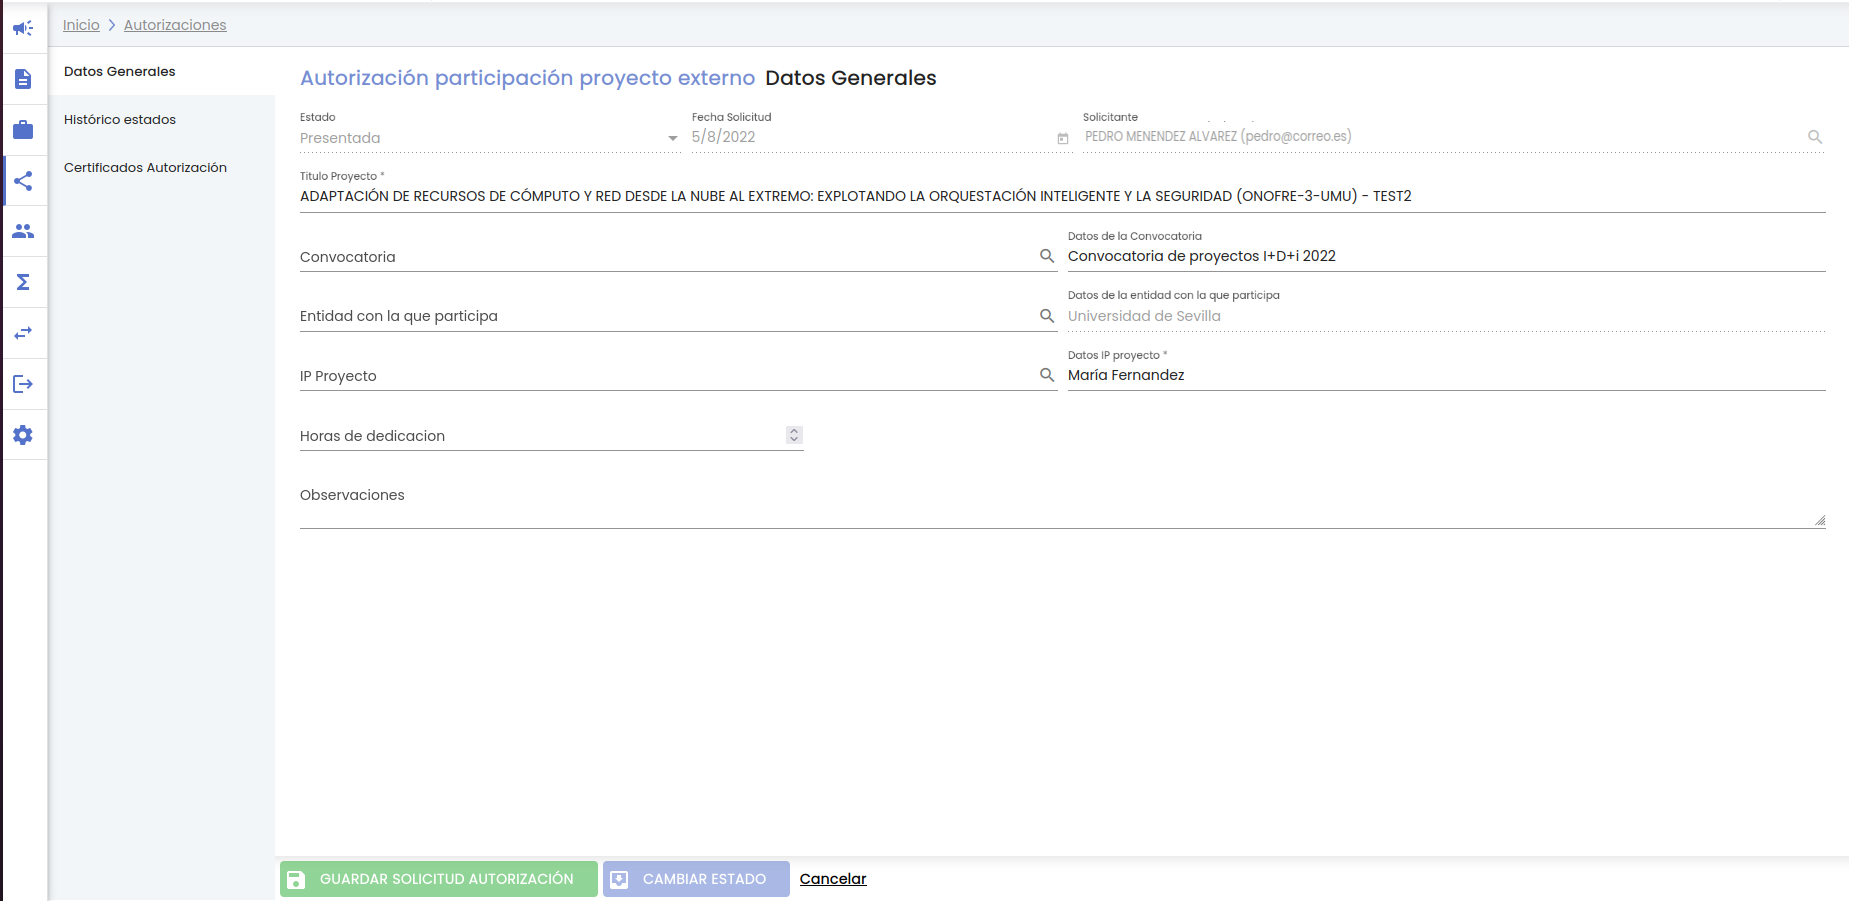 Inicio > Autorizaciones
Datos Generales
Histórico estados
Certificados Autorización
Autorización participación proyecto externo Datos Generales
Estado
Presentada
Fecha Solicitud
5/8/2022
Solicitante
PEDRO MENENDEZ ALVAREZ (pedro@correo.es)
Titulo Proyecto *
ADAPTACIÓN DE RECURSOS DE CÓMPUTO Y RED DESDE LA NUBE AL EXTREMO: EXPLOTANDO LA ORQUESTACIÓN INTELIGENTE Y LA SEGURIDAD (ONOFRE-3-UMU) - TEST2
Convocatoria
Datos de la Convocatoria
Convocatoria de proyectos I+D+i 2022
Entidad con la que participa
Datos de la entidad con la que participa
Universidad de Sevilla
IP Proyecto
Datos IP proyecto *
María Fernandez
Horas de dedicacion
Observaciones
GUARDAR SOLICITUD AUTORIZACIÓN
CAMBIAR ESTADO
Cancelar